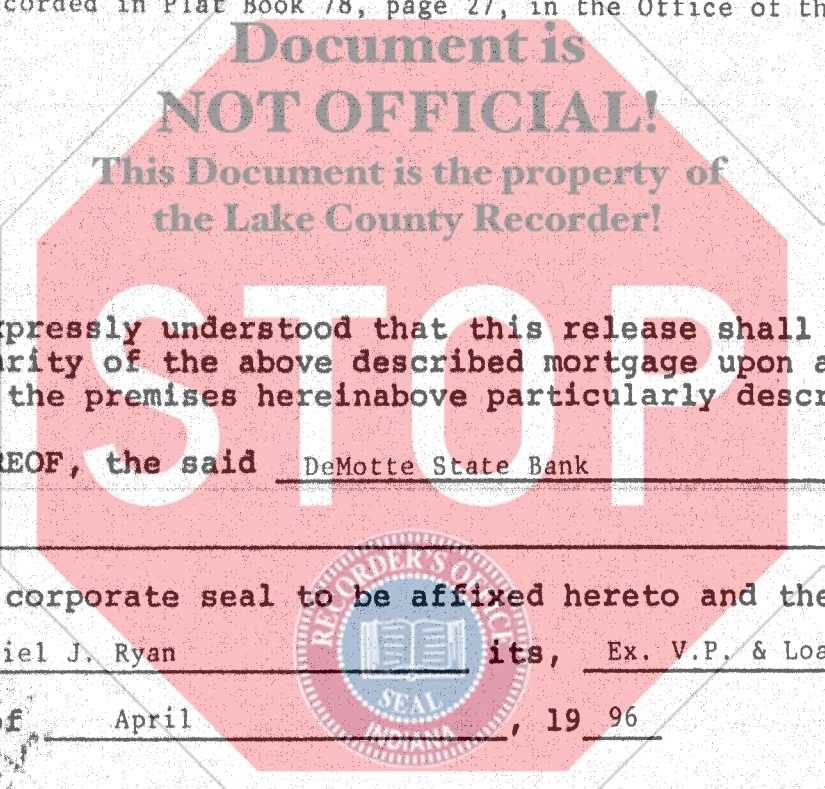 corded in Plat Book 78, page 27, in the Office of th
Document is
NOT OFFICIAL!
This Document is the property of
the Lake County Recorder!
STOP
xpressly understood that this release shall
arity of the above described mortgage upon a
the premises hereinabove particularly descr
REOF, the said DeMotte State Bank
corporate seal to be affixed hereto and the
iel J. Ryan its, Ex. V.P. & Loa
of April, 19 96
RECORDER'S OFFICE
SEAL
INDIANA